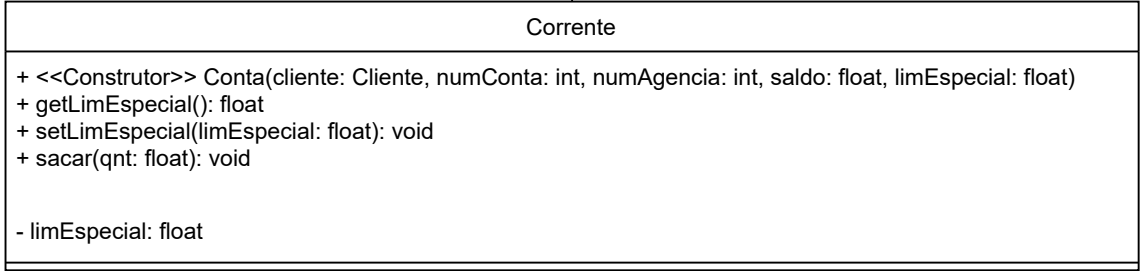 Corrente
+ <<Construtor>> Conta(cliente: Cliente, numConta: int, numAgencia: int, saldo: float, limEspecial: float)
+ getLimEspecial(): float
+ setLimEspecial(limEspecial: float): void
+ sacar(qnt: float): void
- limEspecial: float